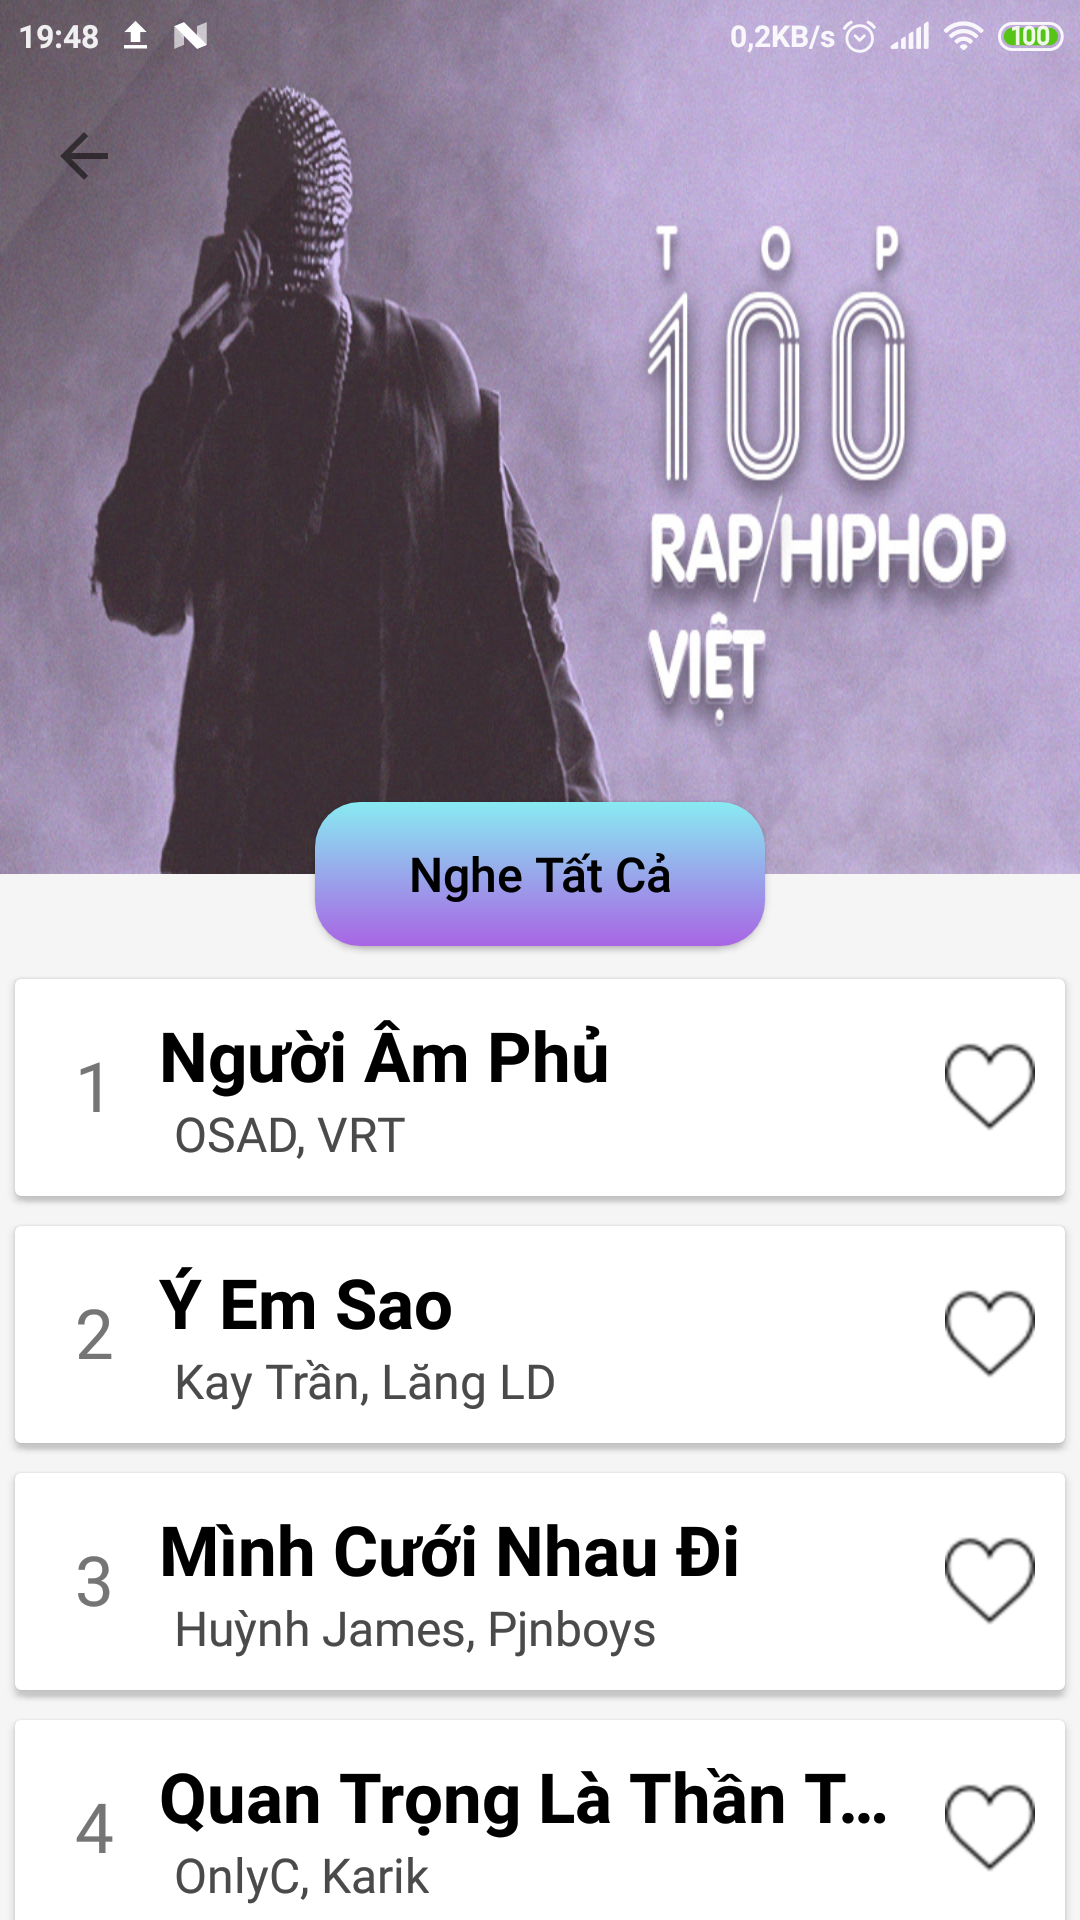 19:48 0,2KB/s 100
TOP
100
RAP/HIPHOP
VIỆT
Nghe Tất Cả
1
Người Âm Phủ
OSAD, VRT
2
Ý Em Sao
Kay Trần, Lăng LD
3
Mình Cưới Nhau Đi
Huỳnh James, Pjnboys
4
Quan Trọng Là Thần T...
OnlyC, Karik